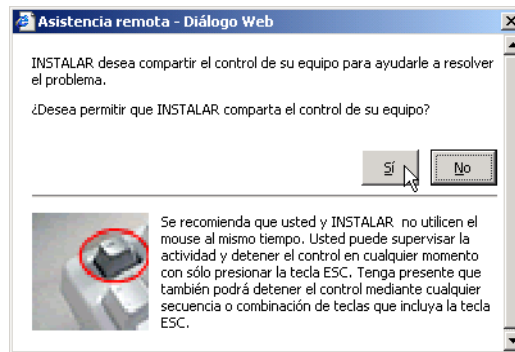 Asistencia remota - Diálogo Web
INSTALAR desea compartir el control de su equipo para ayudarle a resolver
el problema.
¿Desea permitir que INSTALAR comparta el control de su equipo?
Sí
No
Se recomienda que usted y INSTALAR no utilicen el
mouse al mismo tiempo. Usted puede supervisar la
actividad y detener el control en cualquier momento
con sólo presionar la tecla ESC. Tenga presente que
también podrá detener el control mediante cualquier
secuencia o combinación de teclas que incluya la tecla
ESC.